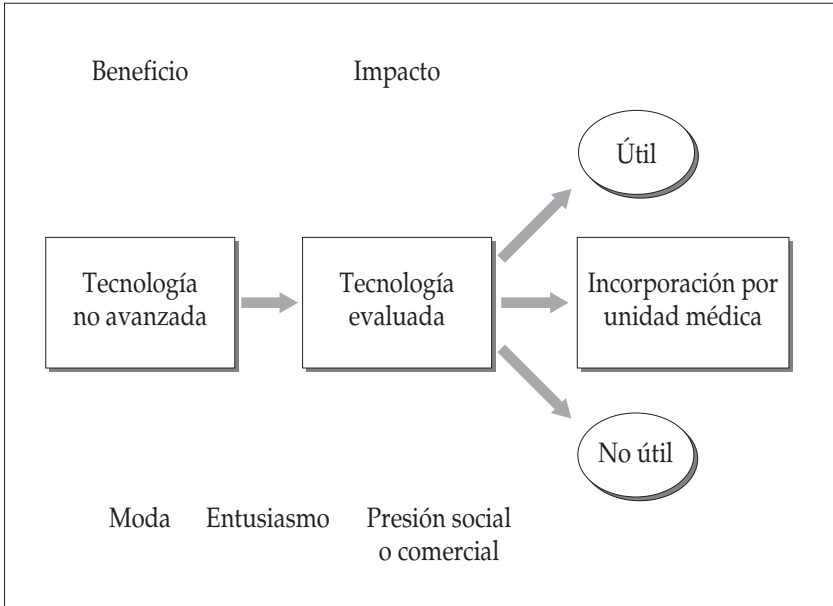 Beneficio
Impacto
Útil
Tecnología
no avanzada
Tecnología
evaluada
Incorporación por
unidad médica
No útil
Moda
Entusiasmo
Presión social
o comercial